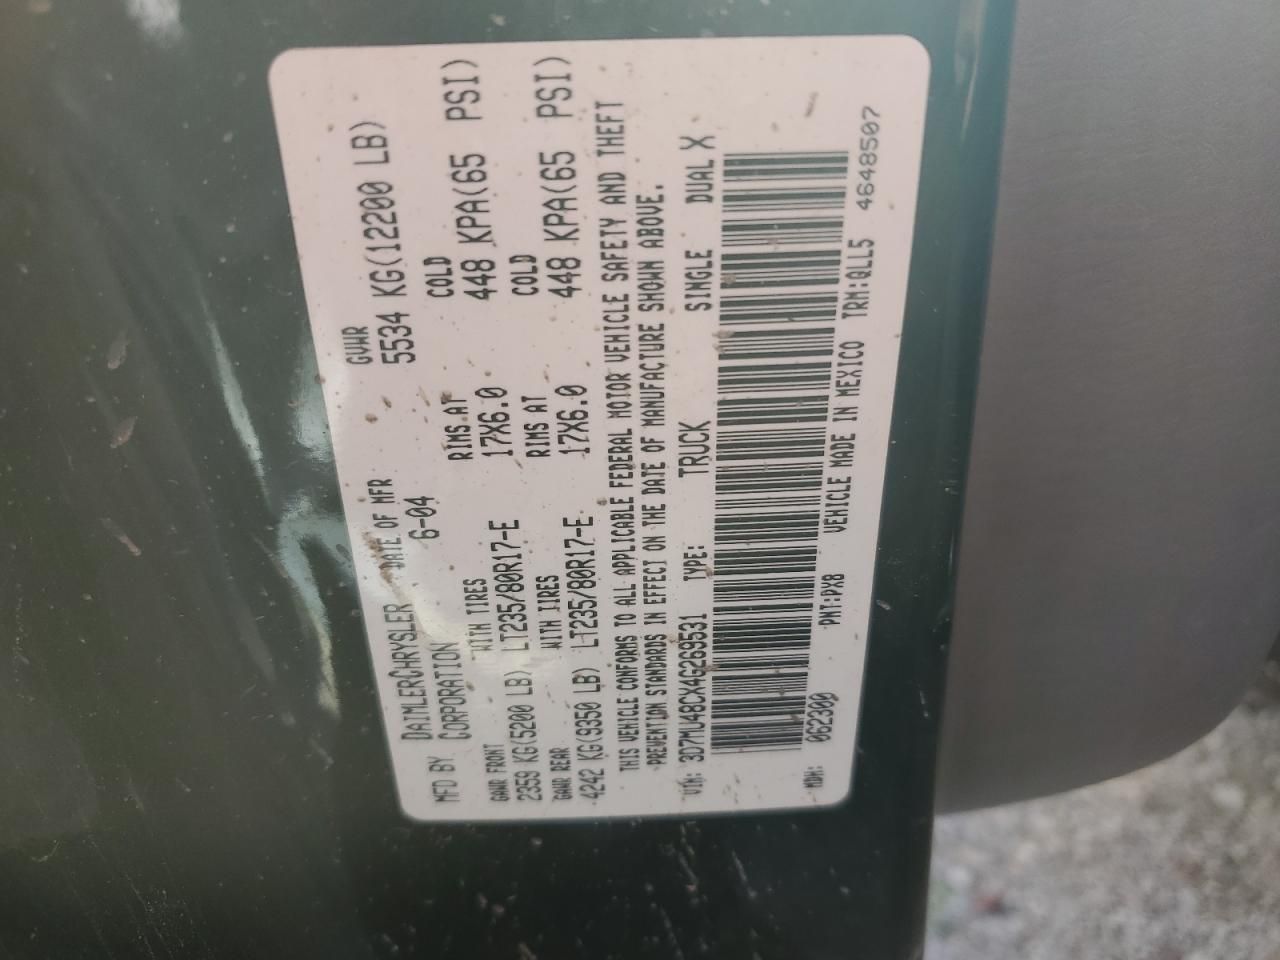 MFD BY DAIMLERCHRYSLER DATE OF MFR GVWR
CORPORATION 6-04 5534 KG(12200 LB)
GAWR FRONT WITH TIRES RIMS AT COLD
2359 KG(5200 LB) LT235/80R17-E 17X6.0 448 KPA(65 PSI)
GAWR REAR WITH TIRES RIMS AT COLD
4242 KG(9350 LB) LT235/80R17-E 17X6.0 448 KPA(65 PSI)
THIS VEHICLE CONFORMS TO ALL APPLICABLE FEDERAL MOTOR VEHICLE SAFETY AND THEFT
PREVENTION STANDARDS IN EFFECT ON THE DATE OF MANUFACTURE SHOWN ABOVE.
VIN: 3D7MU48CX4G269531 TYPE: TRUCK SINGLE DUAL X
MDH: 062300 PNT:PX8 VEHICLE MADE IN MEXICO TRM:QLL5 4648507